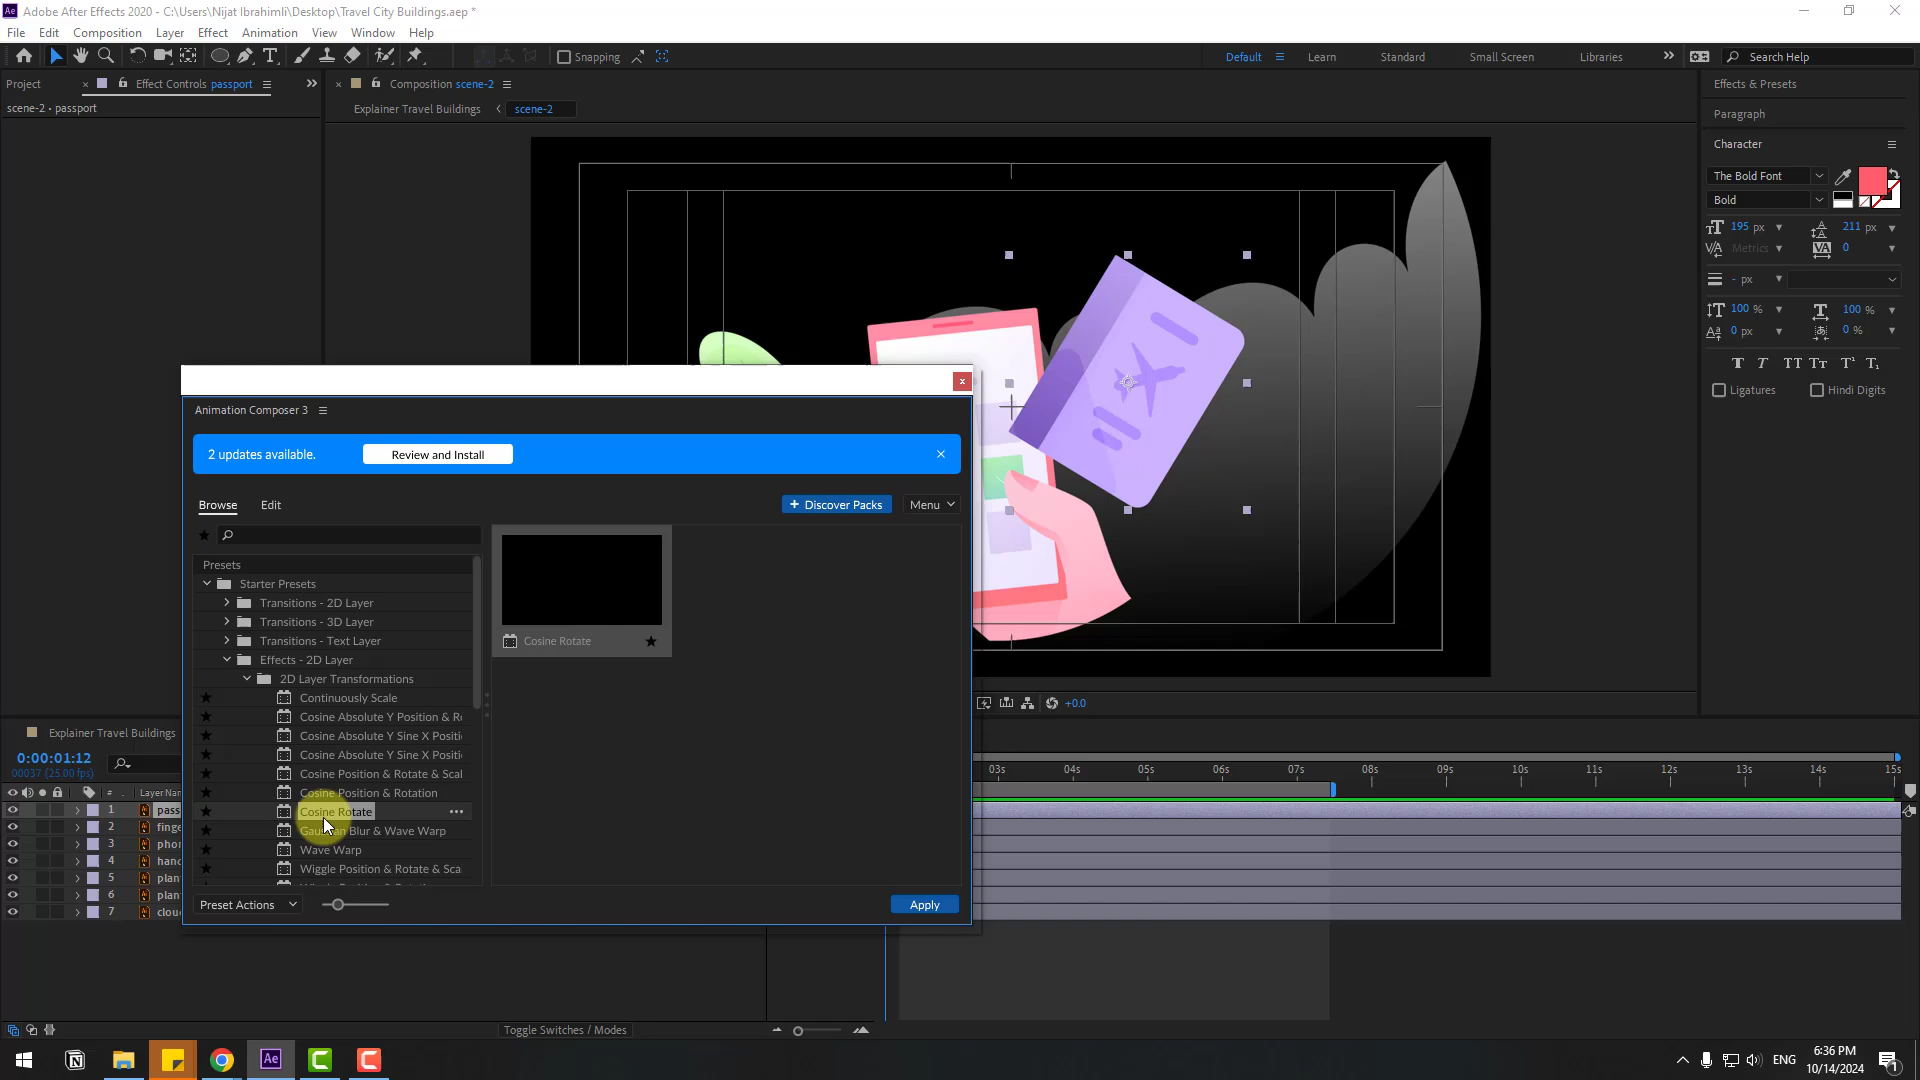 Adobe After Effects 2020 - C:\Users\Nijat Ibrahimli\Desktop\Travel City Buildings.aep *
File Edit Composition Layer Effect Animation View Window Help
Snapping
Default Learn Standard Small Screen Libraries Search Help
Project Effect Controls passport
Composition scene-2
scene-2 • passport
Explainer Travel Buildings scene-2
Effects & Presets
Paragraph
Character
The Bold Font
Bold
195 px 211 px
Metrics 0
- px
100 % 100 %
0 px 0 %
Ligatures Hindi Digits
Animation Composer 3
2 updates available. Review and Install
Browse Edit
+ Discover Packs Menu
Presets
Starter Presets
Transitions - 2D Layer
Transitions - 3D Layer
Transitions - Text Layer
Effects - 2D Layer
2D Layer Transformations
Continuously Scale
Cosine Absolute Y Position & Ro
Cosine Absolute Y Sine X Positi
Cosine Absolute Y Sine X Positi
Cosine Position & Rotate & Scal
Cosine Position & Rotation
Cosine Rotate
Gaussian Blur & Wave Warp
Wave Warp
Wiggle Position & Rotate & Sca
Cosine Rotate
Preset Actions
Apply
+0.0
Explainer Travel Buildings
0:00:01:12
00037 (25.00 fps)
# Layer Nam
1 pass
2 finge
3 phon
4 hand
5 plan
6 plan
7 clou
03s 04s 05s 06s 07s 08s 09s 10s 11s 12s 13s 14s 15s
Toggle Switches / Modes
ENG
6:36 PM
10/14/2024
1